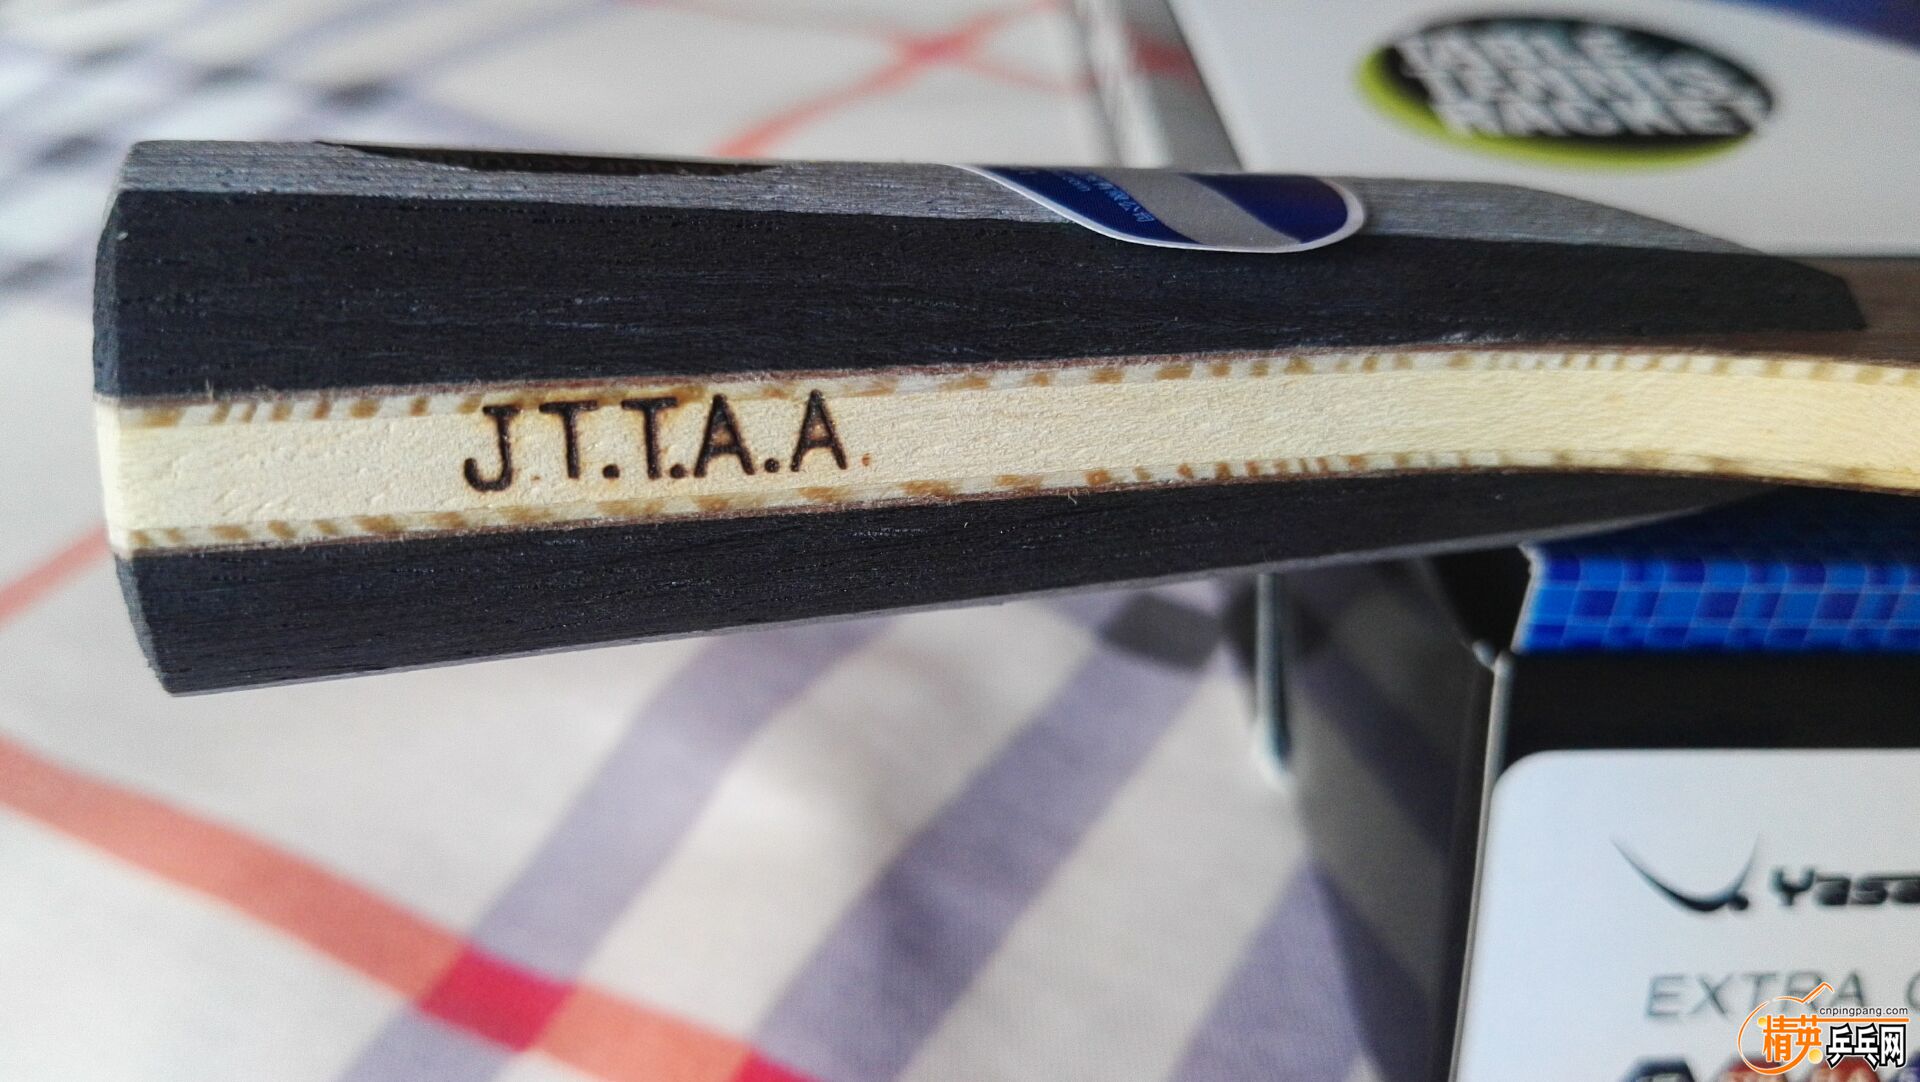 TABLE
TENNIS
RACKET
J.T.T.A.A.
Yasa
EXTRA
cnpingpang.com
精英乒乓网